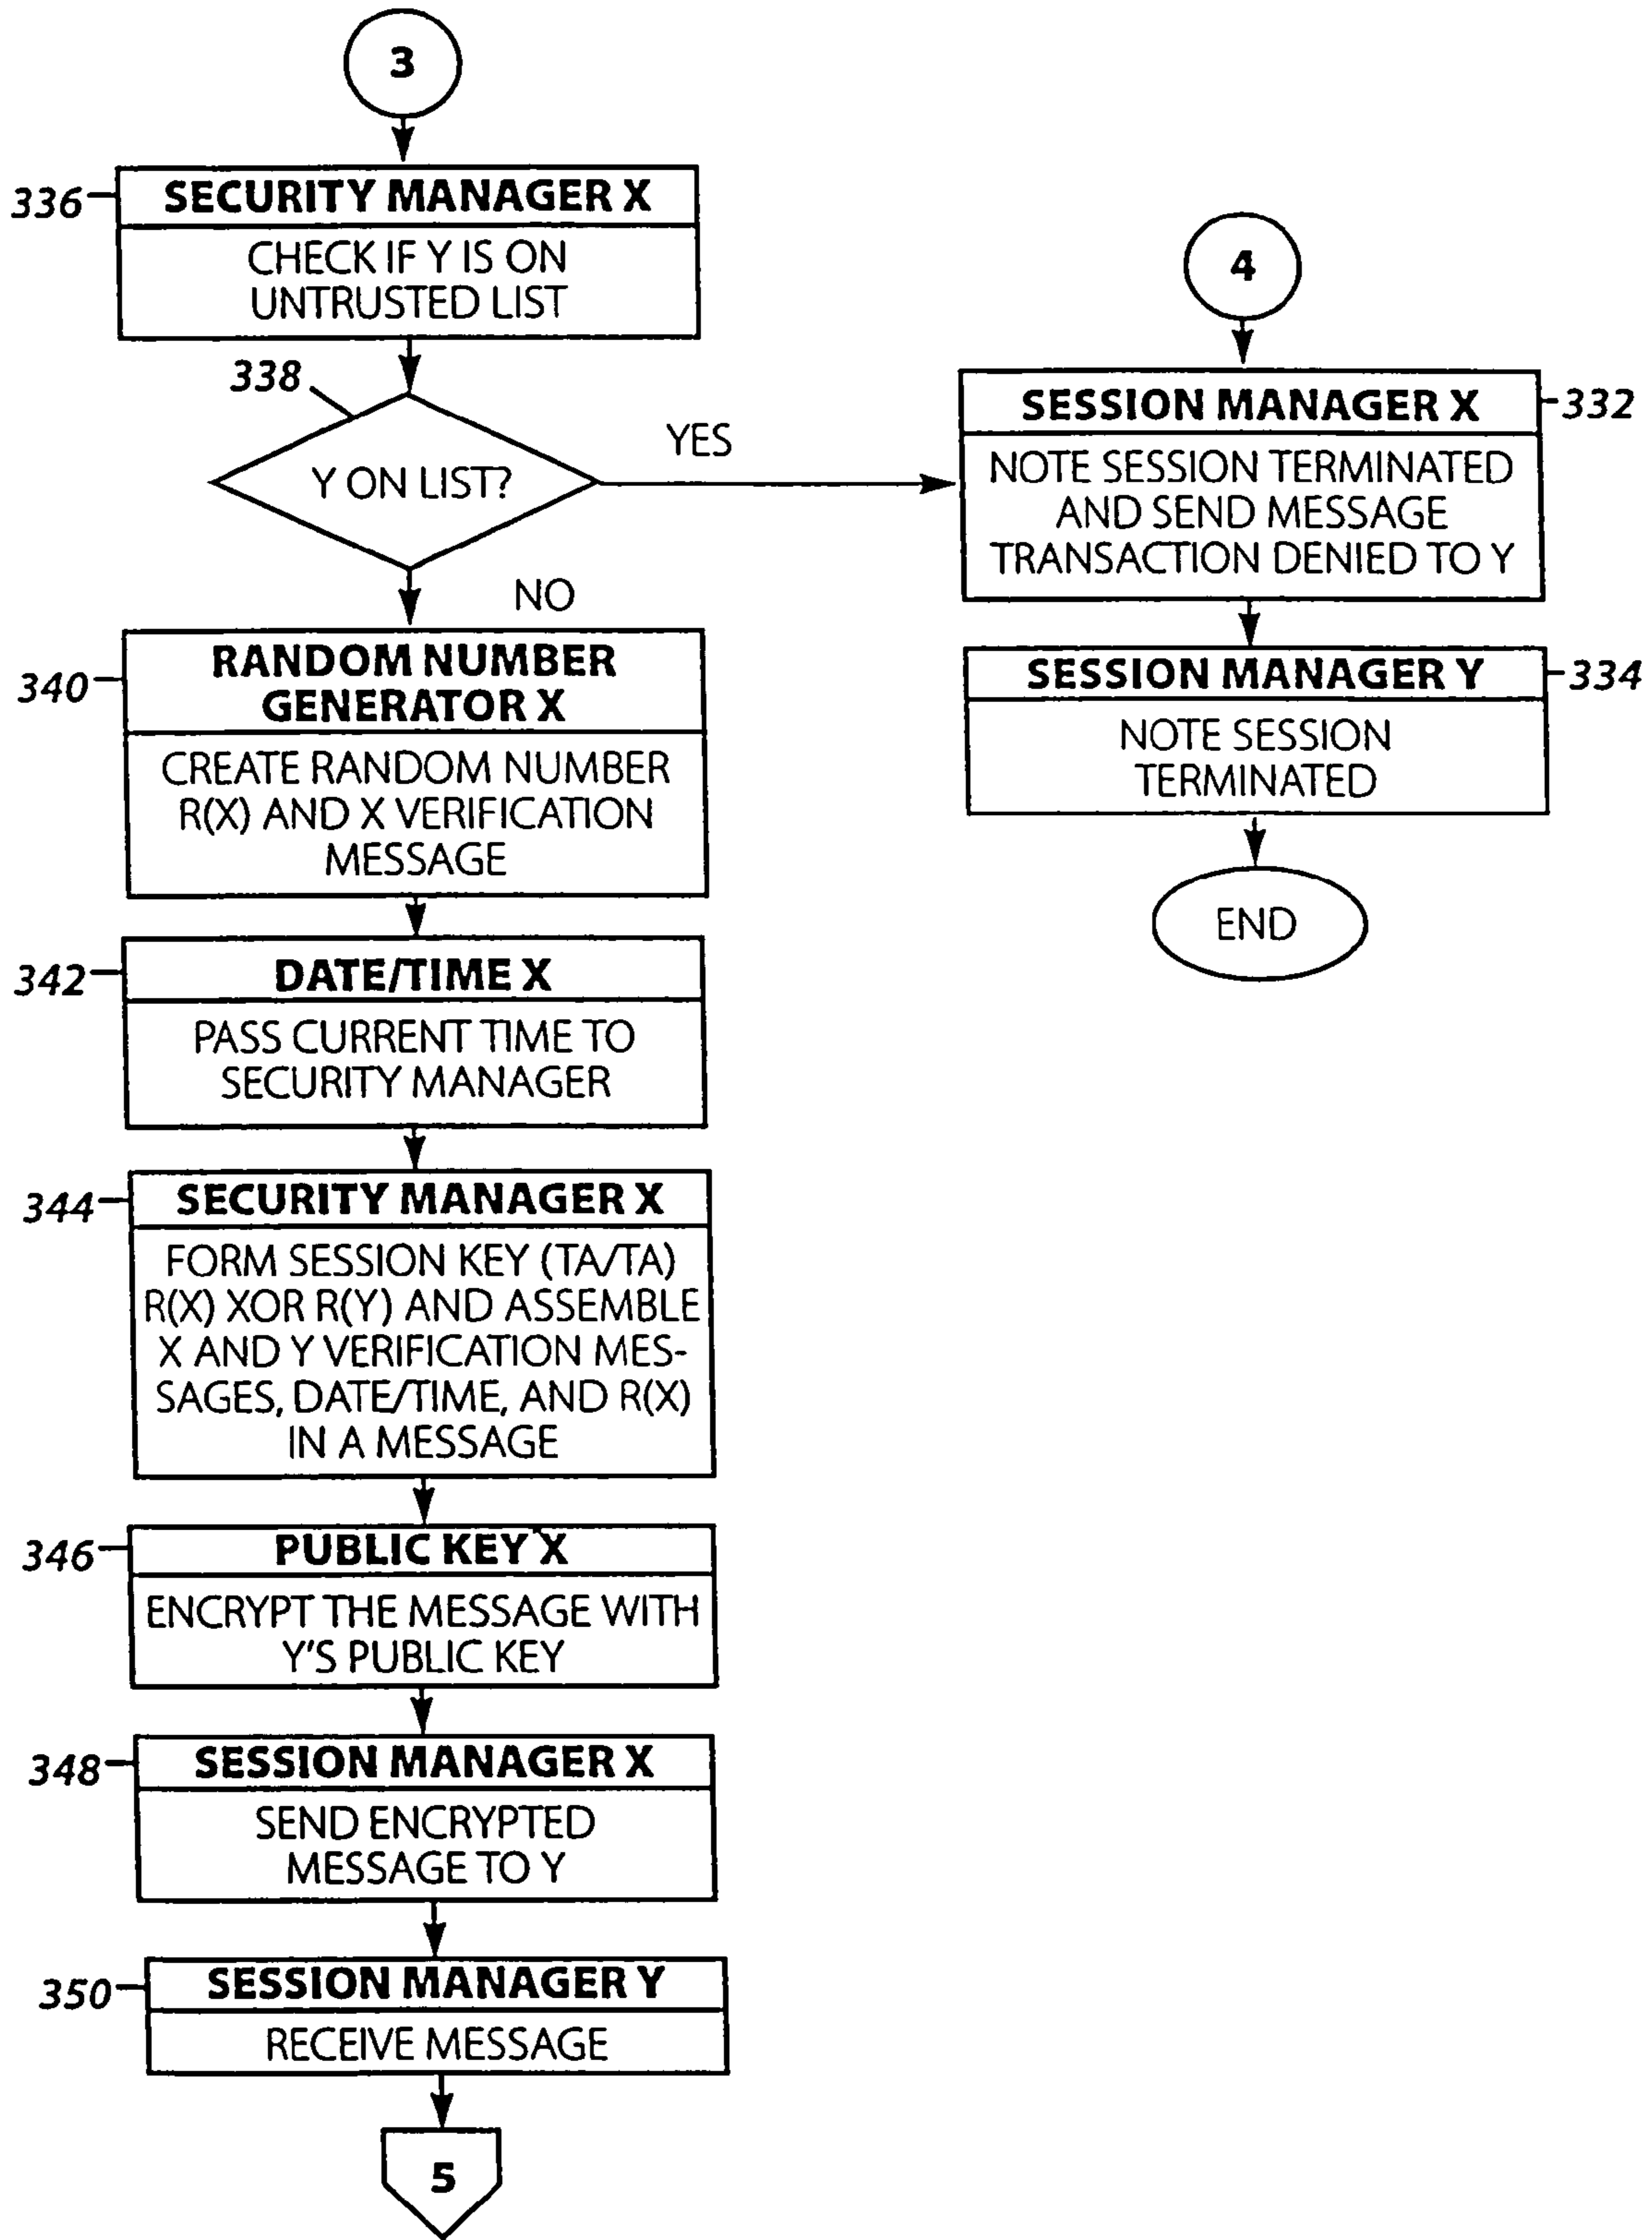 3
336
SECURITY MANAGER X
CHECK IF Y IS ON
UNTRUSTED LIST
338
Y ON LIST?
YES
NO
4
SESSION MANAGER X
332
NOTE SESSION TERMINATED
AND SEND MESSAGE
TRANSACTION DENIED TO Y
SESSION MANAGER Y
334
NOTE SESSION
TERMINATED
END
340
RANDOM NUMBER
GENERATOR X
CREATE RANDOM NUMBER
R(X) AND X VERIFICATION
MESSAGE
342
DATE/TIME X
PASS CURRENT TIME TO
SECURITY MANAGER
344
SECURITY MANAGER X
FORM SESSION KEY (TA/TA)
R(X) XOR R(Y) AND ASSEMBLE
X AND Y VERIFICATION MES-
SAGES, DATE/TIME, AND R(X)
IN A MESSAGE
346
PUBLIC KEY X
ENCRYPT THE MESSAGE WITH
Y'S PUBLIC KEY
348
SESSION MANAGER X
SEND ENCRYPTED
MESSAGE TO Y
350
SESSION MANAGER Y
RECEIVE MESSAGE
5